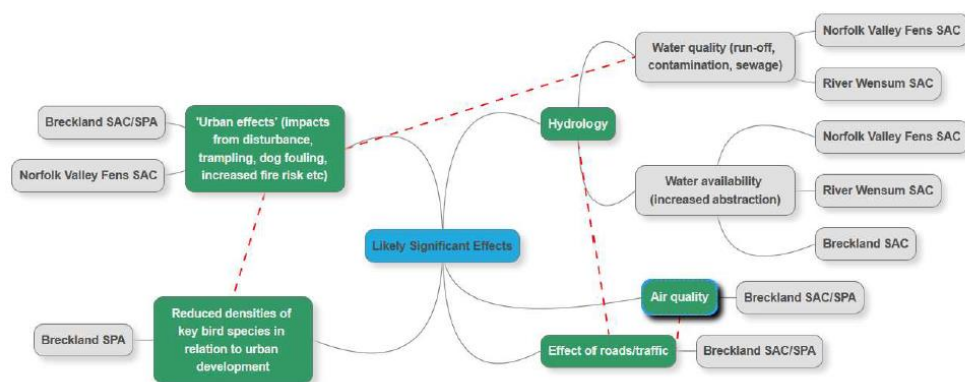 Breckland SAC/SPA
Norfolk Valley Fens SAC
'Urban effects' (impacts
from disturbance,
trampling, dog fouling,
increased fire risk etc)
Breckland SPA
Reduced densities of
key bird species in
relation to urban
development
Likely Significant Effects
Hydrology
Water quality (run-off,
contamination, sewage)
Norfolk Valley Fens SAC
River Wensum SAC
Water availability
(increased abstraction)
Norfolk Valley Fens SAC
River Wensum SAC
Breckland SAC
Air quality
Breckland SAC/SPA
Effect of roads/traffic
Breckland SAC/SPA